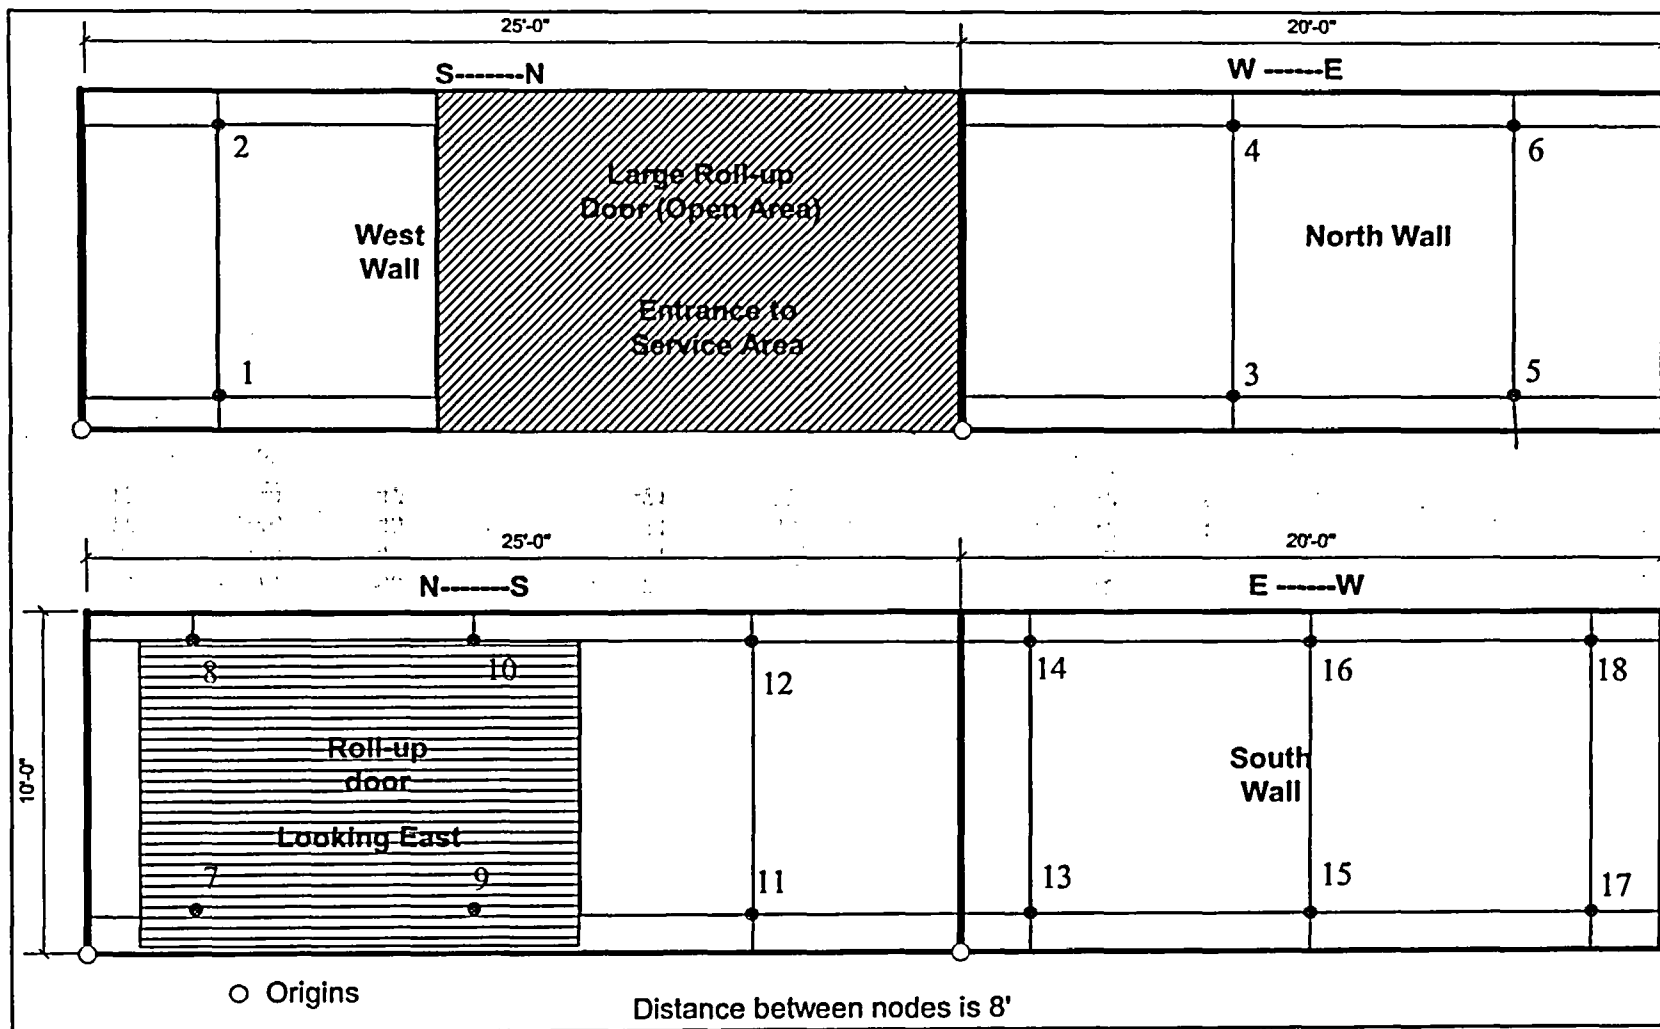 25'-0"
20'-0"
S-------N
W ------E
2
4
6
Large Roll-up
Door (Open Area)
West
Wall
North Wall
Entrance to
Service Area
1
3
5
25'-0"
20'-0"
N-------S
E ------W
8
10
12
14
16
18
10'-0"
Roll-up
door
South
Wall
Looking East
7
9
11
13
15
17
Origins
Distance between nodes is 8'